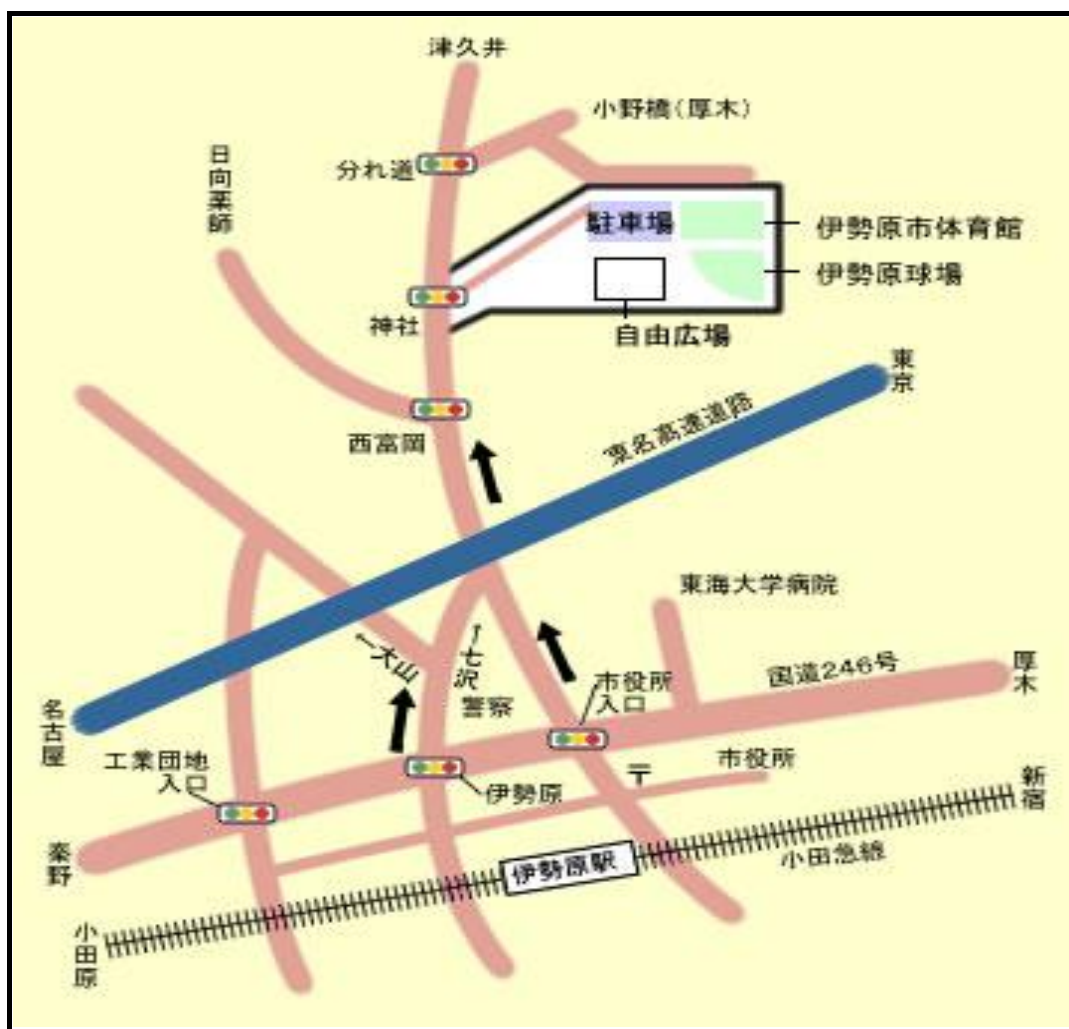 津久井
小野橋(厚木)
分れ道
日向薬師
駐車場
伊勢原市体育館
伊勢原球場
神社
自由広場
東京
西富岡
東名高速道路
東海大学病院
←大山
←七沢
国道246号
厚木
市役所
入口
警察
名古屋
工業団地
入口
伊勢原
〒
市役所
新宿
秦野
伊勢原駅
小田急線
小田原